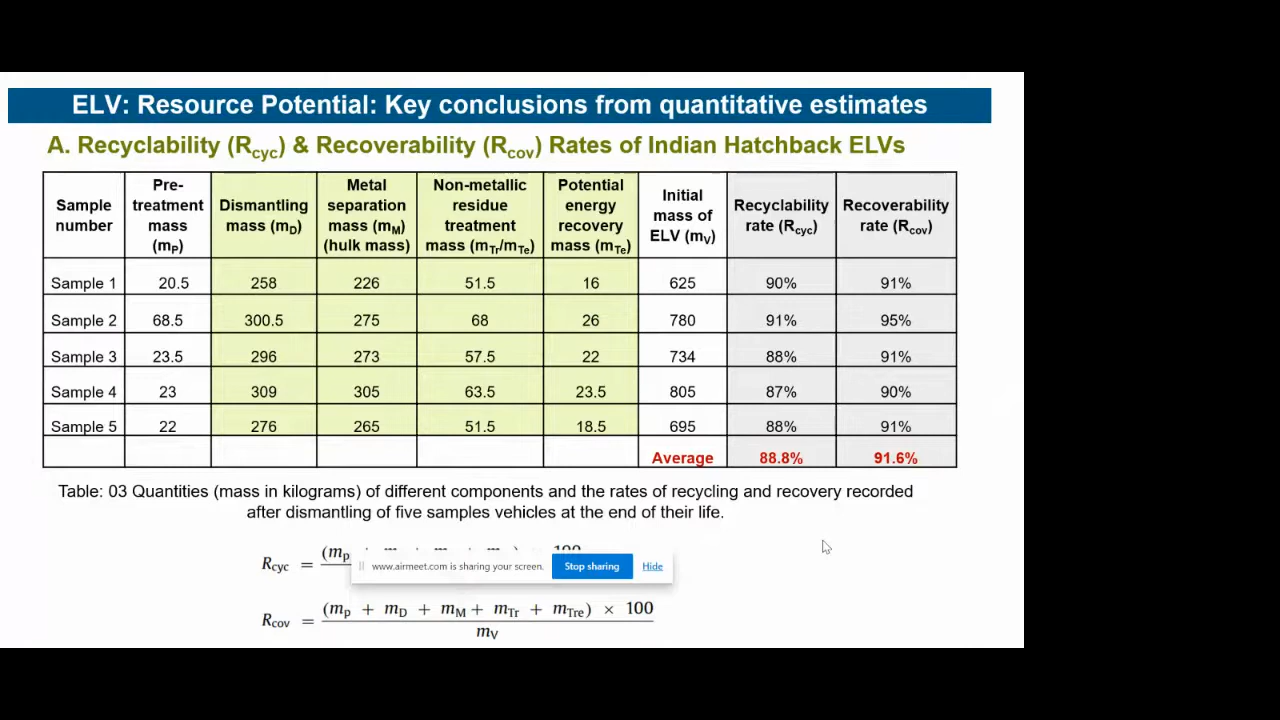 ELV: Resource Potential: Key conclusions from quantitative estimates
A. Recyclability (Rcyc) & Recoverability (Rcov) Rates of Indian Hatchback ELVs
Sample number Pre-treatment mass (mP) Dismantling mass (mD) Metal separation mass (mM) (hulk mass) Non-metallic residue treatment mass (mTr/mTe) Potential energy recovery mass (mTe) Initial mass of ELV (mV) Recyclability rate (Rcyc) Recoverability rate (Rcov)
Sample 1 20.5 258 226 51.5 16 625 90% 91%
Sample 2 68.5 300.5 275 68 26 780 91% 95%
Sample 3 23.5 296 273 57.5 22 734 88% 91%
Sample 4 23 309 305 63.5 23.5 805 87% 90%
Sample 5 22 276 265 51.5 18.5 695 88% 91%
Average 88.8% 91.6%
Table: 03 Quantities (mass in kilograms) of different components and the rates of recycling and recovery recorded
after dismantling of five samples vehicles at the end of their life.
Rcyc = (mp
www.airmeet.com is sharing your screen. Stop sharing Hide
Rcov = (mp + mD + mM + mTr + mTre) × 100
mV